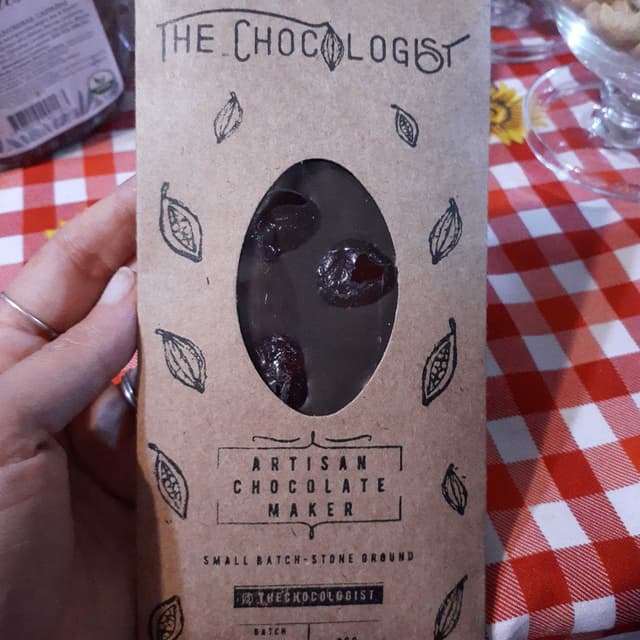 THE CHOCOLOGIST
ARTISAN
CHOCOLATE
MAKER
SMALL BATCH-STONE GROUND
@THECHOCOLOGIST
BATCH